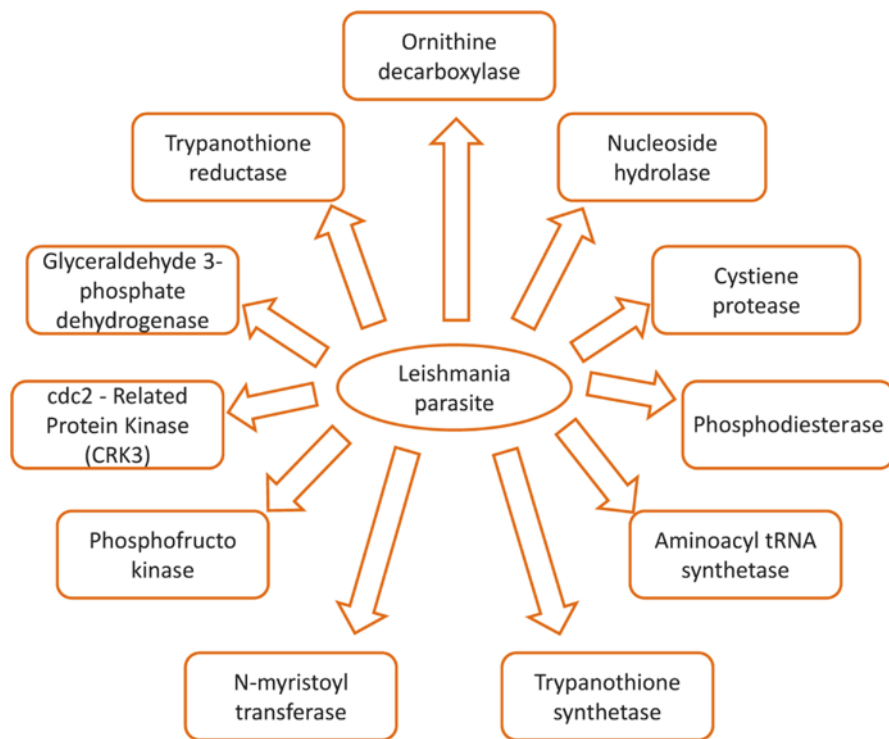 Ornithine
decarboxylase
Trypanothione
reductase
Nucleoside
hydrolase
Glyceraldehyde 3-
phosphate
dehydrogenase
Cystiene
protease
Leishmania
parasite
cdc2 - Related
Protein Kinase
(CRK3)
Phosphodiesterase
Phosphofructo
kinase
Aminoacyl tRNA
synthetase
N-myristoyl
transferase
Trypanothione
synthetase